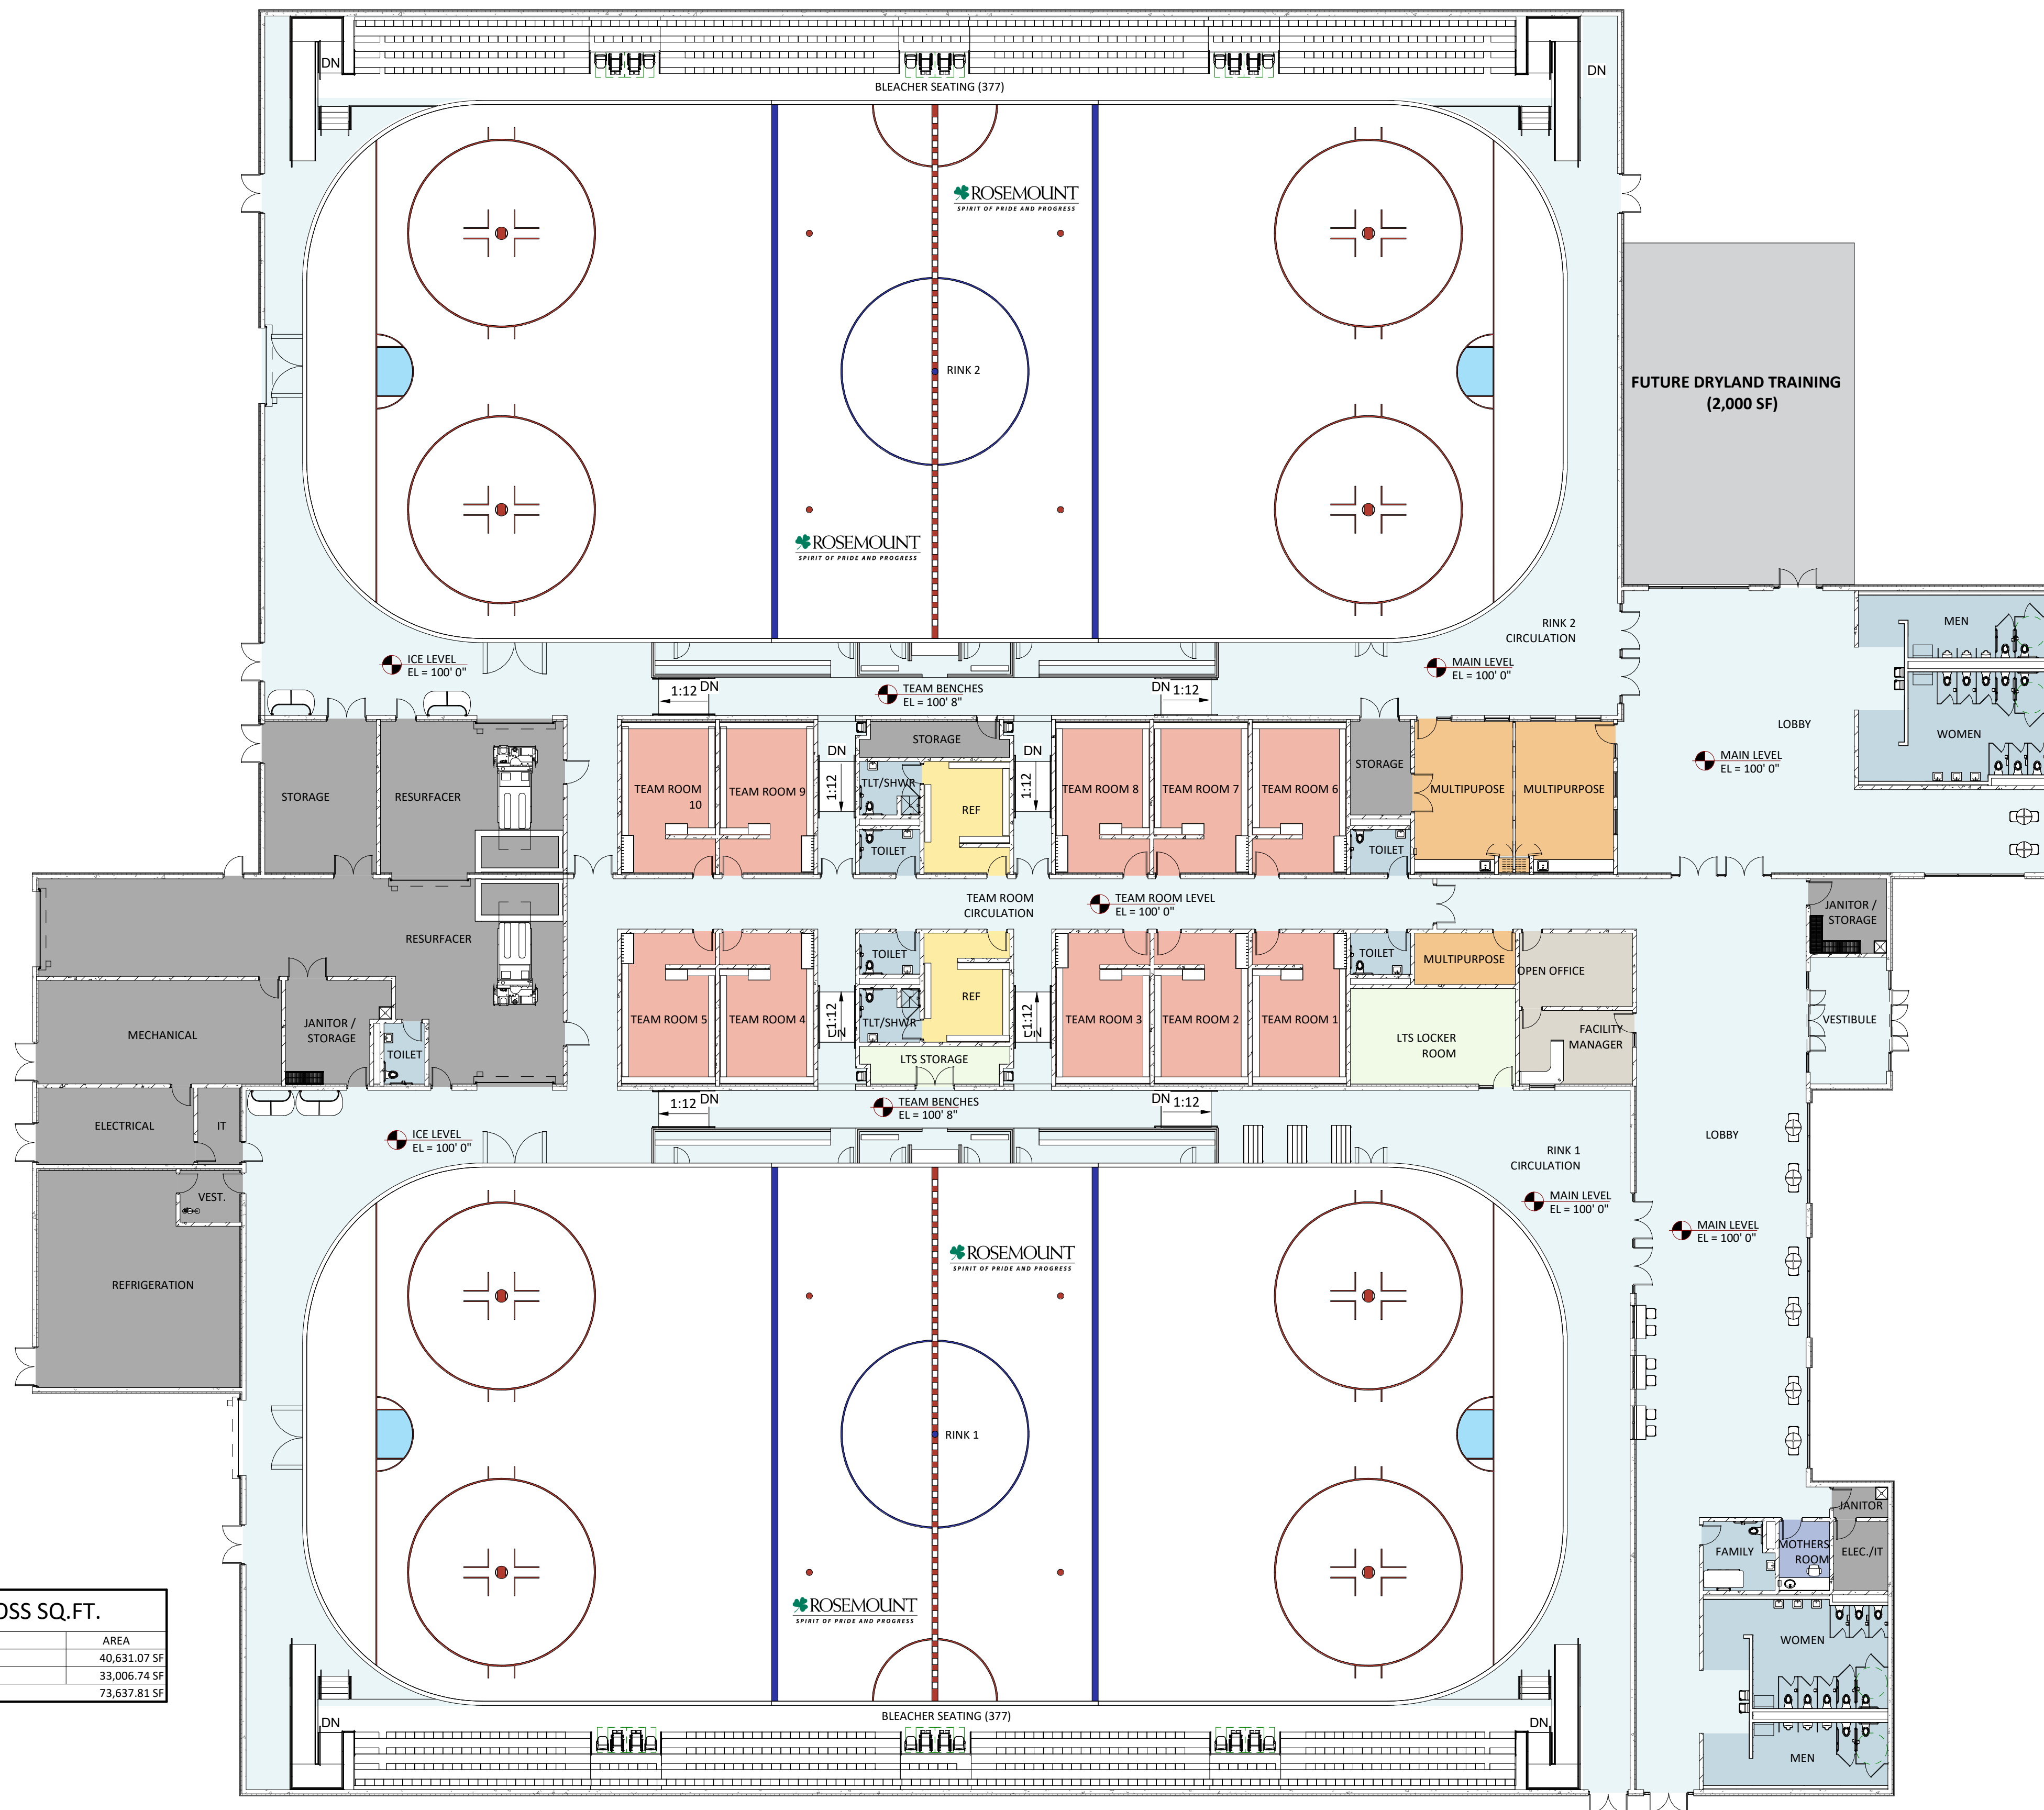 DN
DN
BLEACHER SEATING (377)
ROSEMOUNT
SPIRIT OF PRIDE AND PROGRESS
RINK 2
FUTURE DRYLAND TRAINING
(2,000 SF)
ROSEMOUNT
SPIRIT OF PRIDE AND PROGRESS
RINK 2
CIRCULATION
MEN
ICE LEVEL
EL = 100' 0"
MAIN LEVEL
EL = 100' 0"
1:12
DN
TEAM BENCHES
EL = 100' 8"
DN
1:12
LOBBY
WOMEN
MAIN LEVEL
EL = 100' 0"
STORAGE
RESURFACER
TEAM ROOM
10
TEAM ROOM 9
DN
1:12
STORAGE
TLT/SHWR
REF
TOILET
DN
1:12
TEAM ROOM 8
TEAM ROOM 7
TEAM ROOM 6
STORAGE
TOILET
MULTIPUPOSE
MULTIPURPOSE
TEAM ROOM
CIRCULATION
TEAM ROOM LEVEL
EL = 100' 0"
JANITOR /
STORAGE
RESURFACER
TOILET
TOILET
MULTIPURPOSE
OPEN OFFICE
MECHANICAL
JANITOR /
STORAGE
TOILET
TEAM ROOM 5
TEAM ROOM 4
1:12
DN
TLT/SHWR
REF
LTS STORAGE
1:12
DN
TEAM ROOM 3
TEAM ROOM 2
TEAM ROOM 1
LTS LOCKER
ROOM
FACILITY
MANAGER
VESTIBULE
1:12
DN
TEAM BENCHES
EL = 100' 8"
DN
1:12
ELECTRICAL
IT
ICE LEVEL
EL = 100' 0"
LOBBY
RINK 1
CIRCULATION
VEST.
MAIN LEVEL
EL = 100' 0"
MAIN LEVEL
EL = 100' 0"
REFRIGERATION
ROSEMOUNT
SPIRIT OF PRIDE AND PROGRESS
RINK 1
JANITOR
FAMILY
MOTHERS
ROOM
ELEC./IT
ROSEMOUNT
SPIRIT OF PRIDE AND PROGRESS
OSS SQ.FT.
AREA
40,631.07 SF
33,006.74 SF
73,637.81 SF
WOMEN
BLEACHER SEATING (377)
DN
DN
MEN